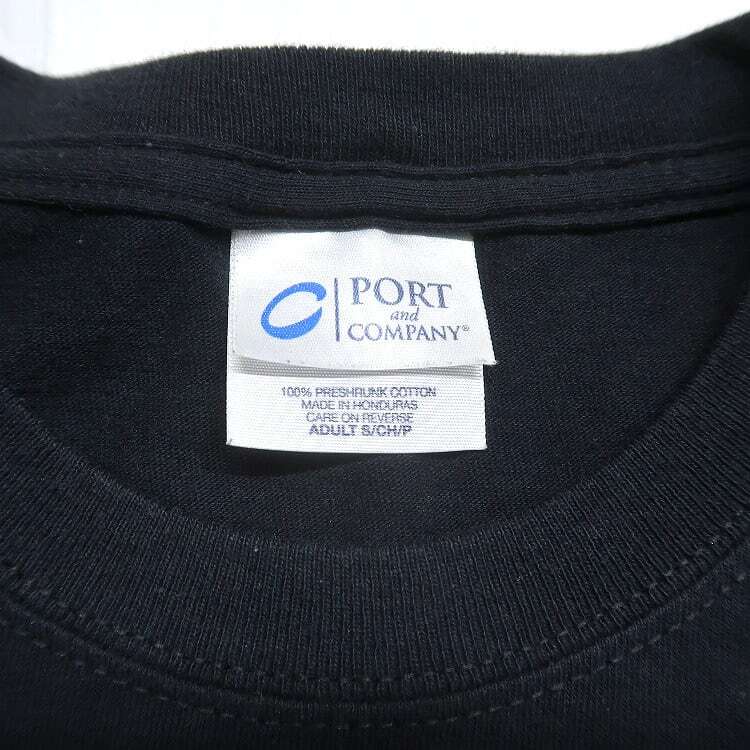 PORT
and
COMPANY®
100% PRESHRUNK COTTON
MADE IN HONDURAS
CARE ON REVERSE
ADULT S/CH/P